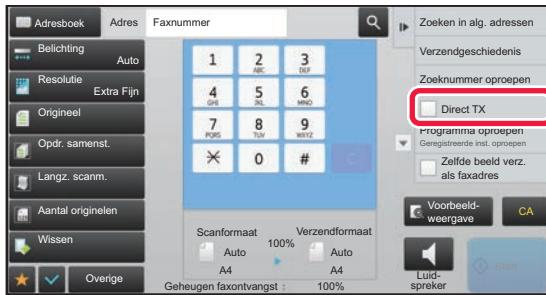 Adresboek
Adres
Faxnummer
Zoeken in alg. adressen
Belichting
Auto
Verzendgeschiedenis
Resolutie
Extra Fijn
Zoeknummer oproepen
Origineel
Direct TX
Opdr. samenst.
Programma oproepen
Geregistreerde inst. oproepen
Langz. scanm.
Zelfde beeld verz.
als faxadres
Aantal originelen
Voorbeeld-
weergave
CA
Wissen
1 2 3
ABC DEF
4 5 6
GHI JKL MNO
7 8 9
PQRS TUV WXYZ
0 #
C
Scanformaat
Verzendformaat
100%
Auto
Auto
A4
A4
Overige
Geheugen faxontvangst : 100%
Luid-
spreker
Start